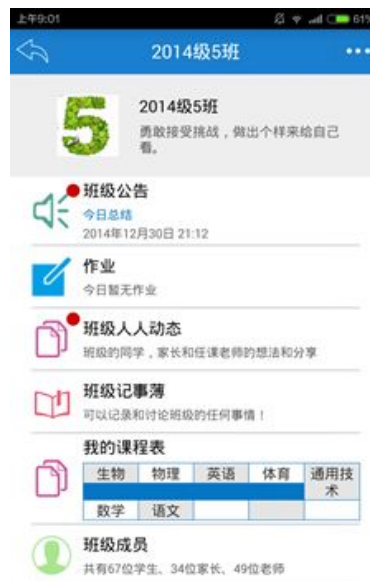 上午9:01 61%
2014级5班
5
2014级5班
勇敢接受挑战，做出个样来给自己
看。
班级公告
今日总结
2014年12月30日 21:12
作业
今日暂无作业
班级人人动态
班级的同学，家长和任课老师的想法和分享
班级记事薄
可以记录和讨论班级的任何事情！
我的课程表
生物 物理 英语 体育 通用技
术
数学 语文
班级成员
共有67位学生、34位家长、49位老师